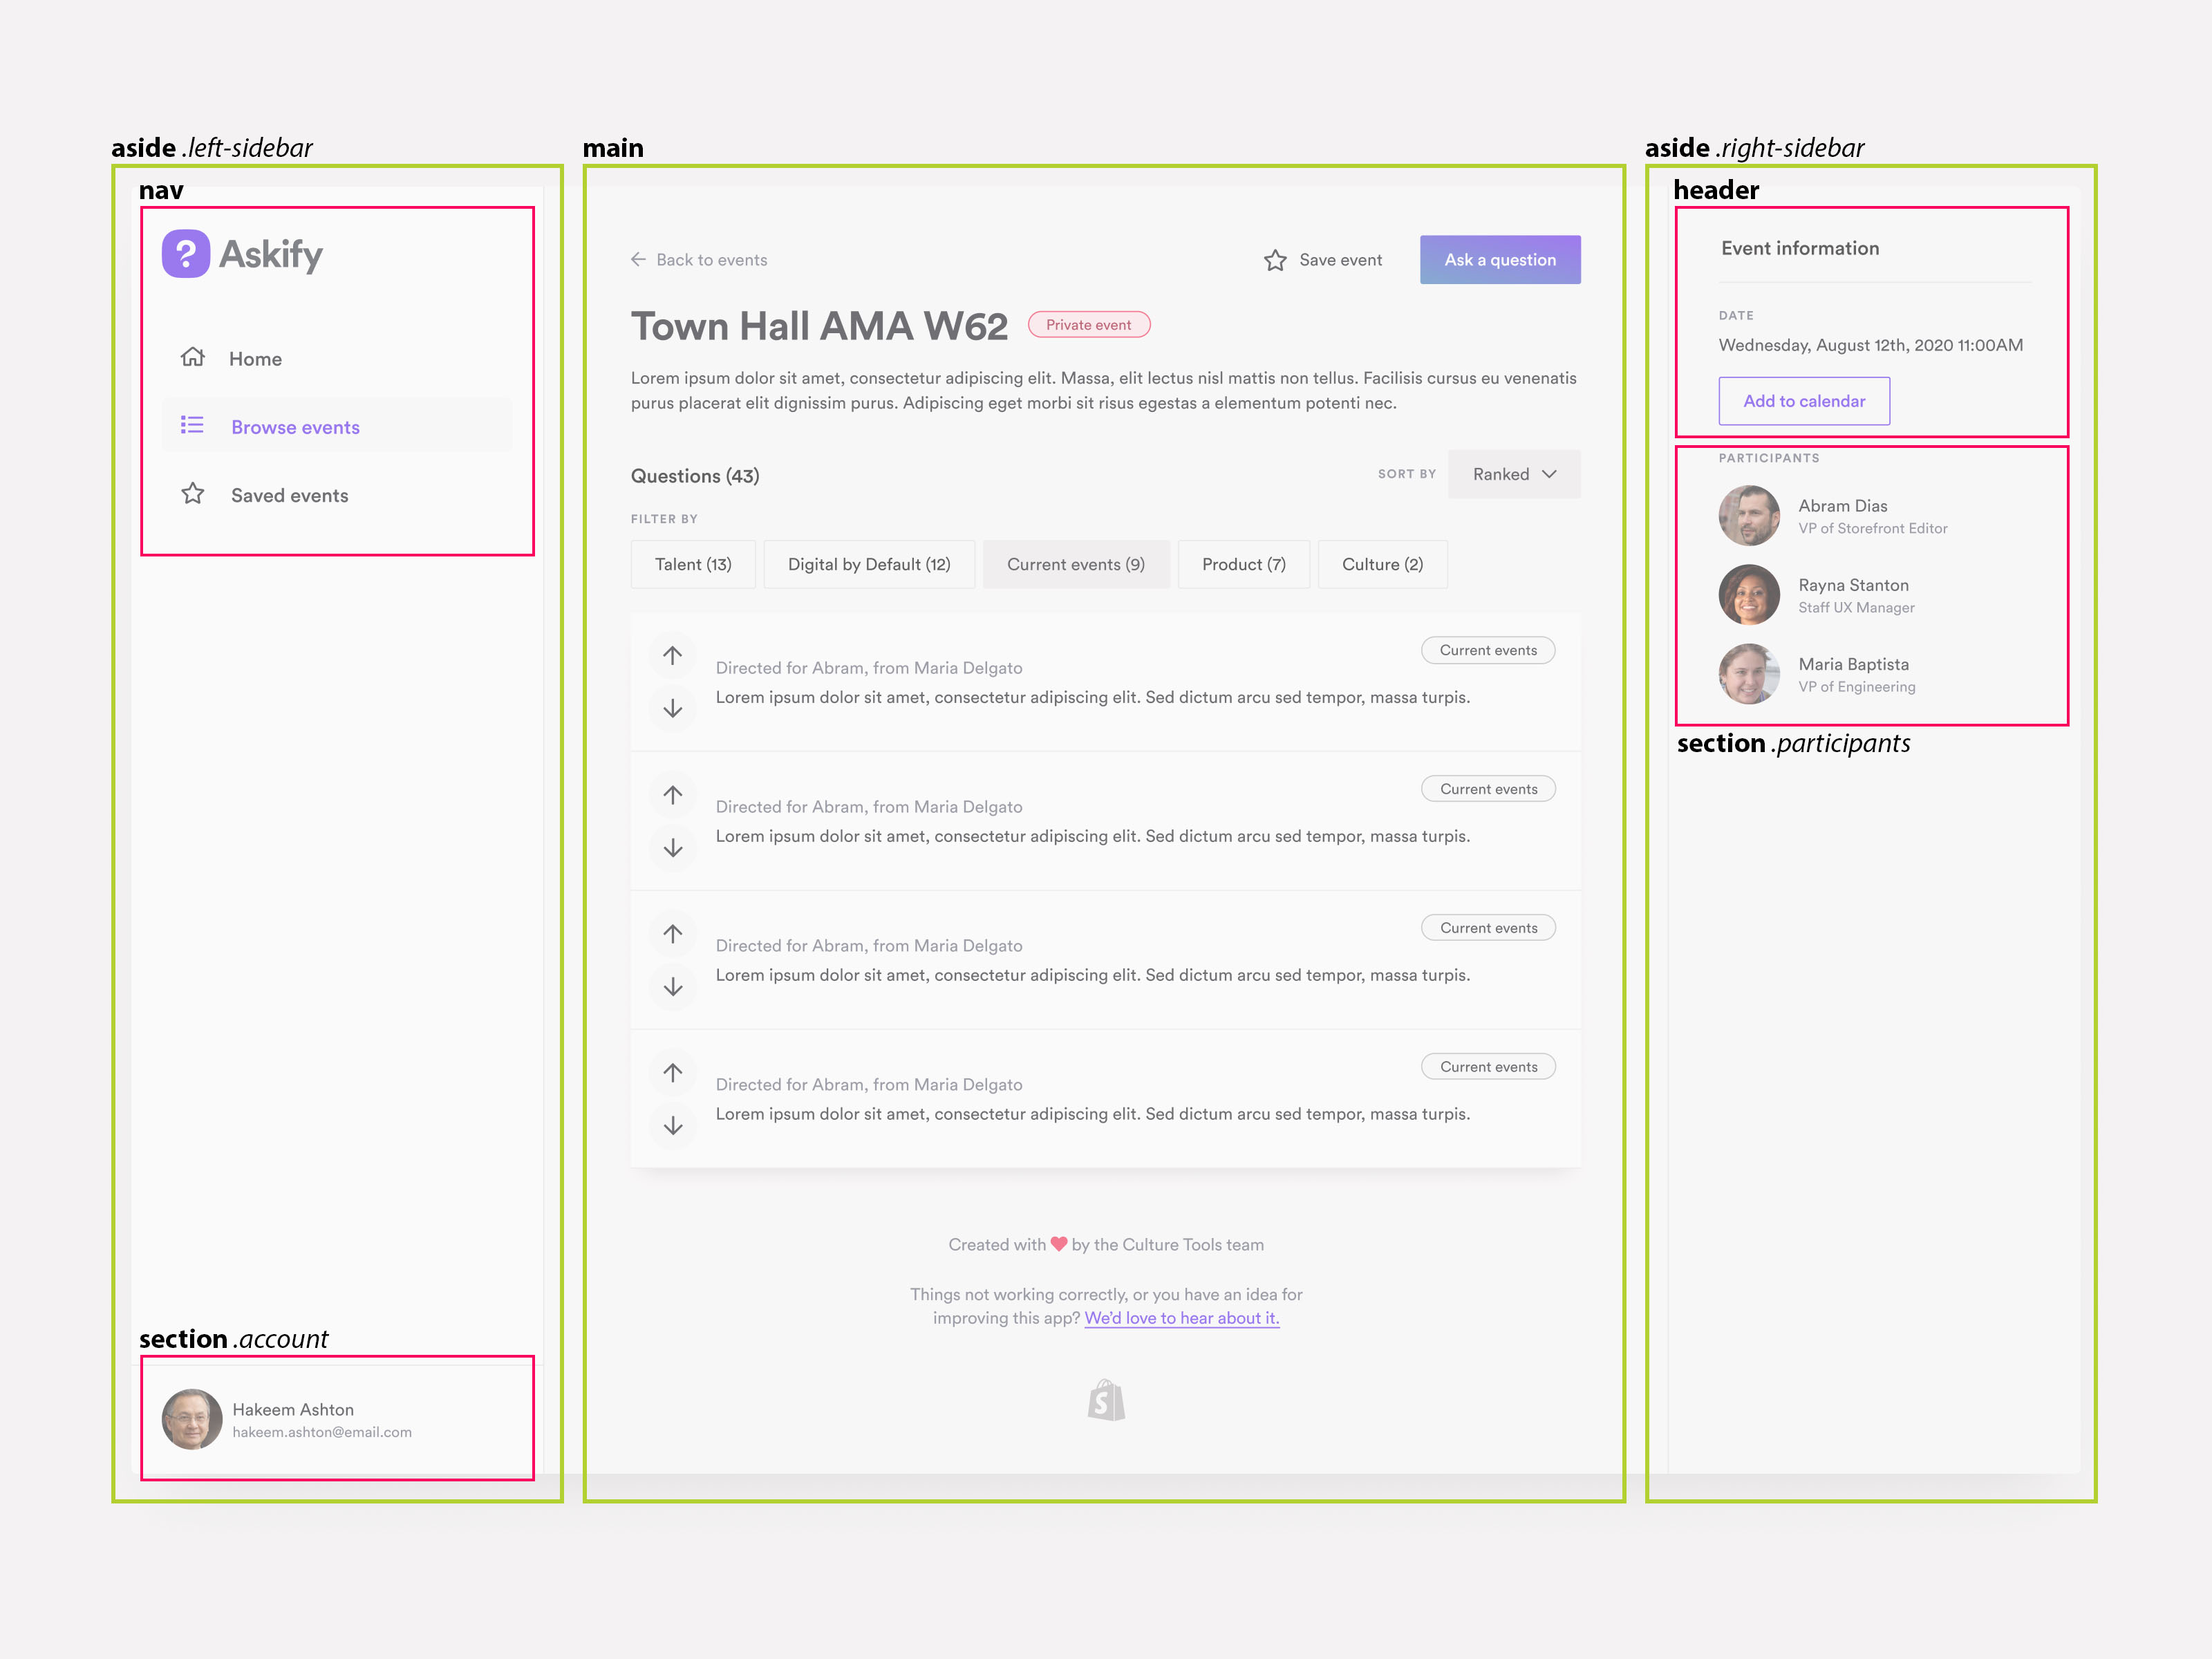 aside .left-sidebar
nav
Askify
Home
Browse events
Saved events
section .account
Hakeem Ashton
hakeem.ashton@email.com
main
Back to events
Save event
Ask a question
Town Hall AMA W62
Private event
Lorem ipsum dolor sit amet, consectetur adipiscing elit. Massa, elit lectus nisl mattis non tellus. Facilisis cursus eu venenatis
purus placerat elit dignissim purus. Adipiscing eget morbi sit risus egestas a elementum potenti nec.
Questions (43)
SORT BY
Ranked
FILTER BY
Talent (13)
Digital by Default (12)
Current events (9)
Product (7)
Culture (2)
Current events
Directed for Abram, from Maria Delgato
Lorem ipsum dolor sit amet, consectetur adipiscing elit. Sed dictum arcu sed tempor, massa turpis.
Current events
Directed for Abram, from Maria Delgato
Lorem ipsum dolor sit amet, consectetur adipiscing elit. Sed dictum arcu sed tempor, massa turpis.
Current events
Directed for Abram, from Maria Delgato
Lorem ipsum dolor sit amet, consectetur adipiscing elit. Sed dictum arcu sed tempor, massa turpis.
Current events
Directed for Abram, from Maria Delgato
Lorem ipsum dolor sit amet, consectetur adipiscing elit. Sed dictum arcu sed tempor, massa turpis.
Created with ❤ by the Culture Tools team
Things not working correctly, or you have an idea for
improving this app? We'd love to hear about it.
aside .right-sidebar
header
Event information
DATE
Wednesday, August 12th, 2020 11:00AM
Add to calendar
PARTICIPANTS
Abram Dias
VP of Storefront Editor
Rayna Stanton
Staff UX Manager
Maria Baptista
VP of Engineering
section .participants